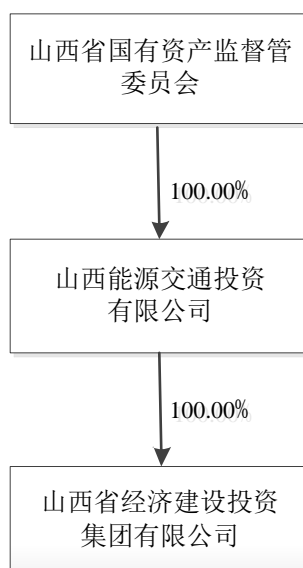 山西省国有资产监督管
委员会
100.00%
山西能源交通投资
有限公司
100.00%
山西省经济建设投资
集团有限公司